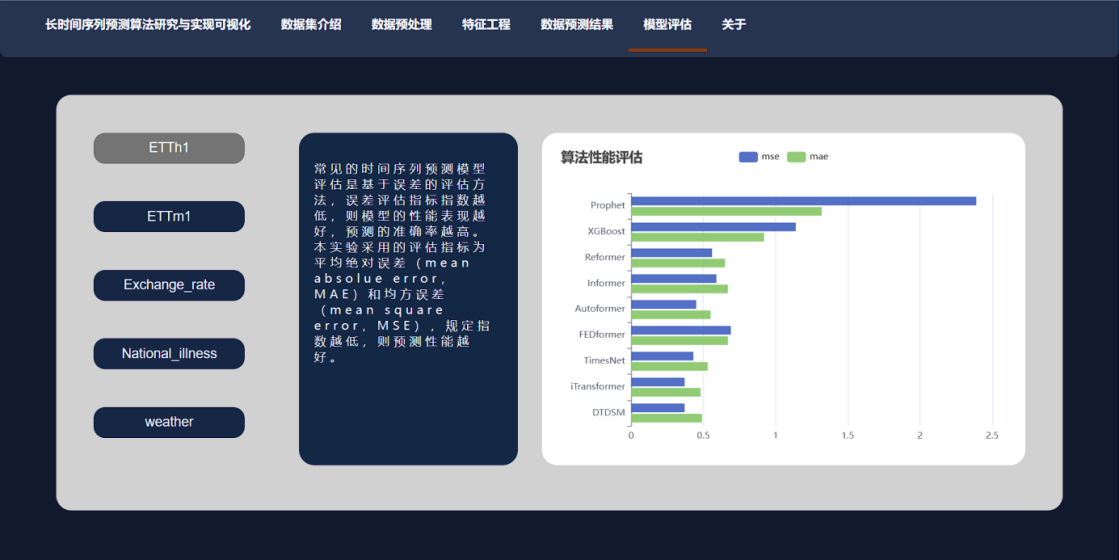 长时间序列预测算法研究与实现可视化 数据集介绍 数据预处理 特征工程 数据预测结果 模型评估 关于
ETTh1
ETTm1
Exchange_rate
National_illness
weather
常见的时间序列预测模型
评估是基于误差的评估方
法，误差评估指标指数越
低，则模型的性能表现越
好，预测的准确率越高。
本实验采用的评估指标为
平均绝对误差（mean
absolue error,
MAE）和均方误差
（mean square
error，MSE），规定指
数越低，则预测性能越
好。
算法性能评估
mse mae
Prophet
XGBoost
Reformer
Informer
Autoformer
FEDformer
TimesNet
iTransformer
DTDSM
0 0.5 1 1.5 2 2.5